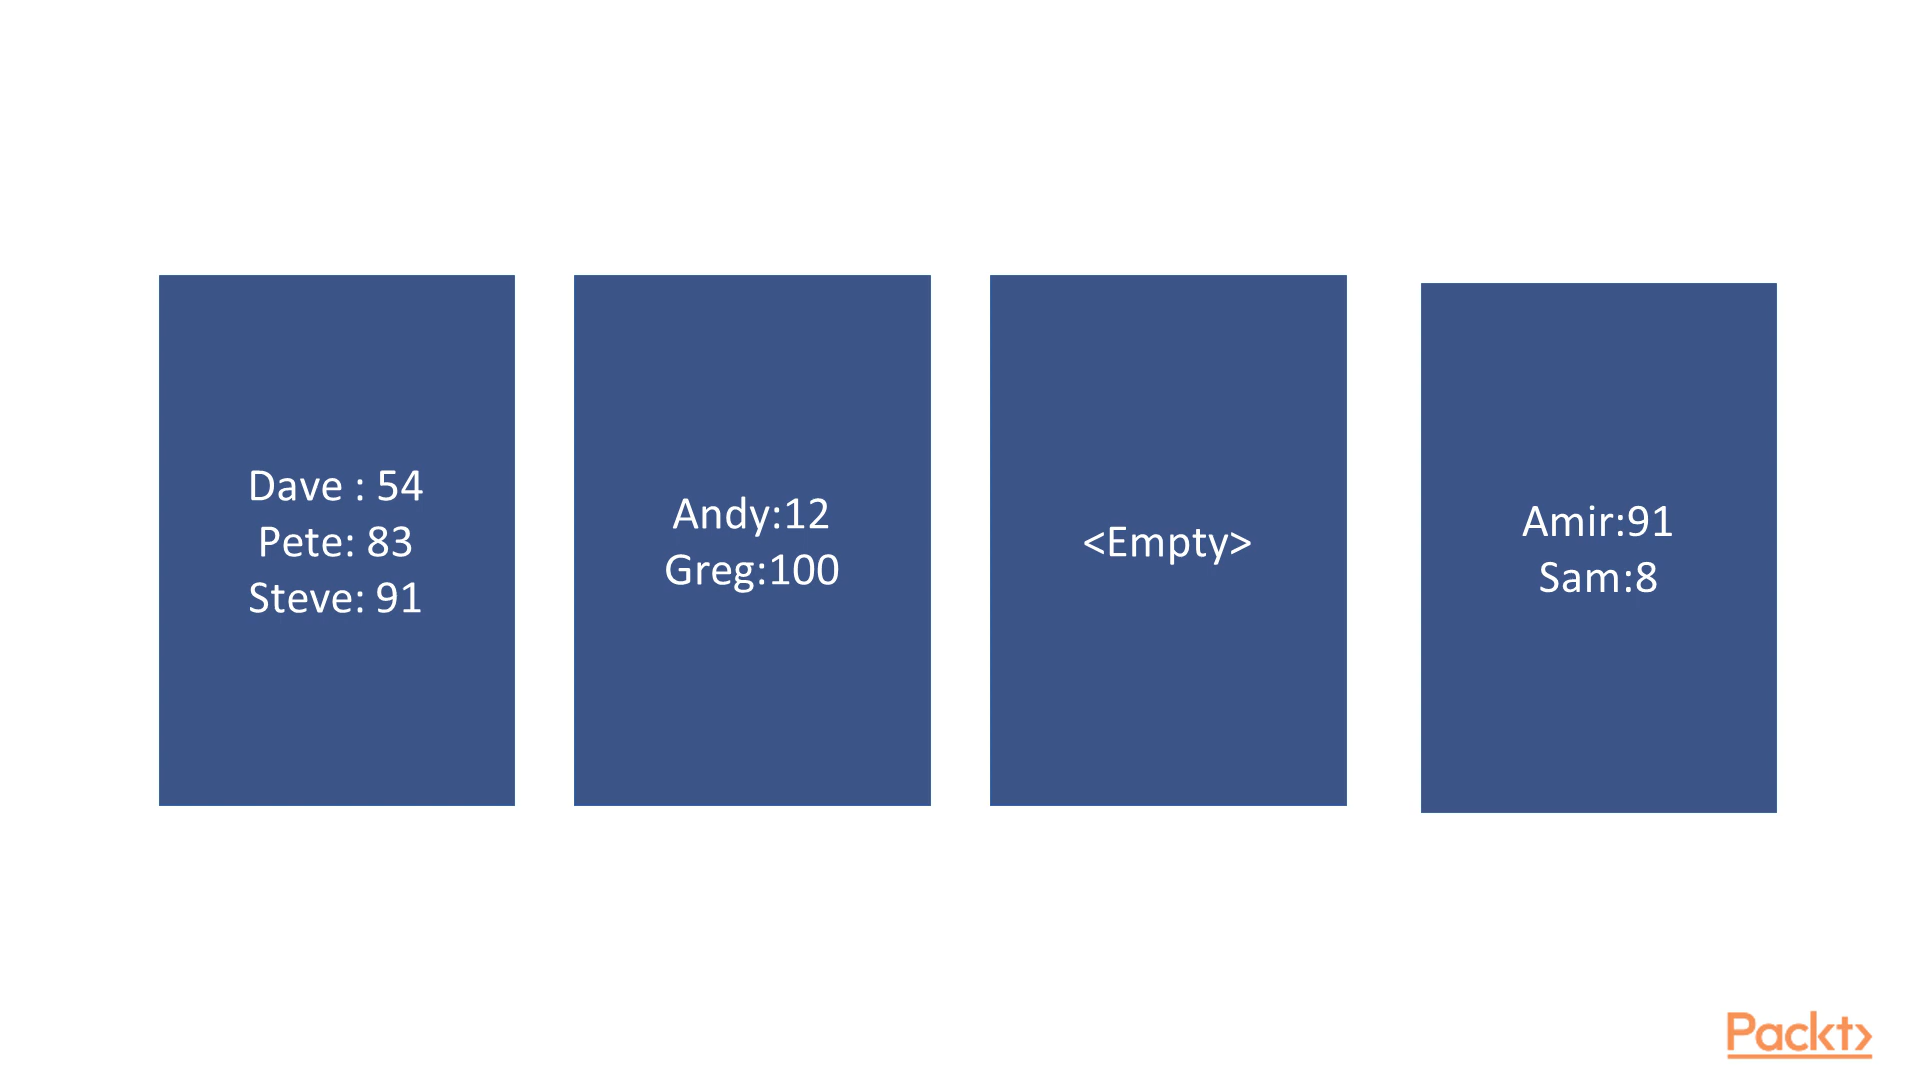 Dave : 54
Pete: 83
Steve: 91
Andy:12
Greg:100
<Empty>
Amir:91
Sam:8
Packt>